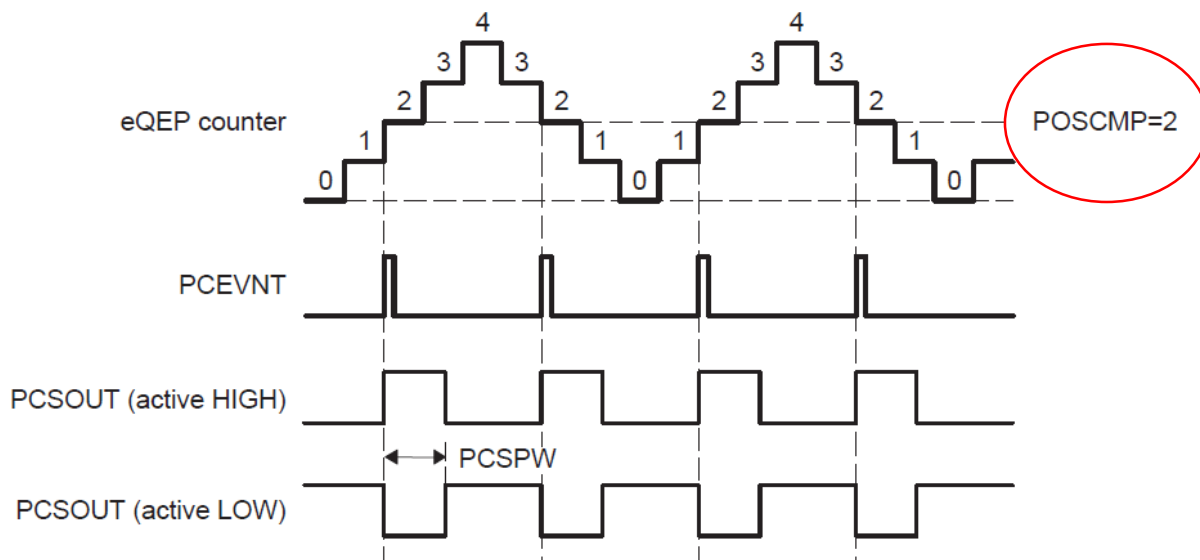 4 4
3 3 3 3
2 2 2 2
eQEP counter POSCMP=2
1 1 1 1
0 0 0
PCEVNT
PCSOUT (active HIGH)
PCSPW
PCSOUT (active LOW)